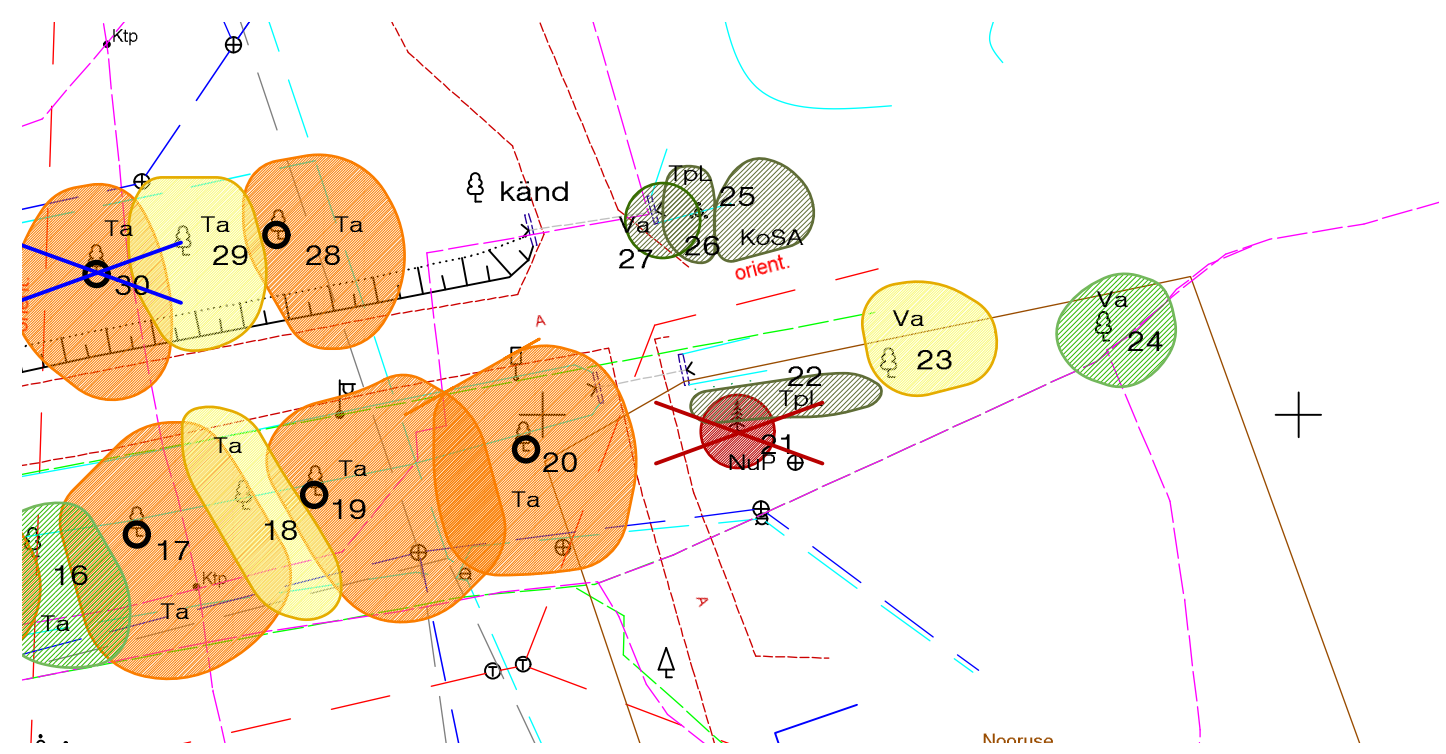 Ktp
känd
TpL
25
Ta
Ta
Ta
Va
KoSA
26
29
28
27
orient.
30
Va
A
Va
24
23
22
TpL
Ta
21
Ta
20
NuP
19
Ta
18
17
16
Ktp
A
Ta
Ta
T
T
Nooruse